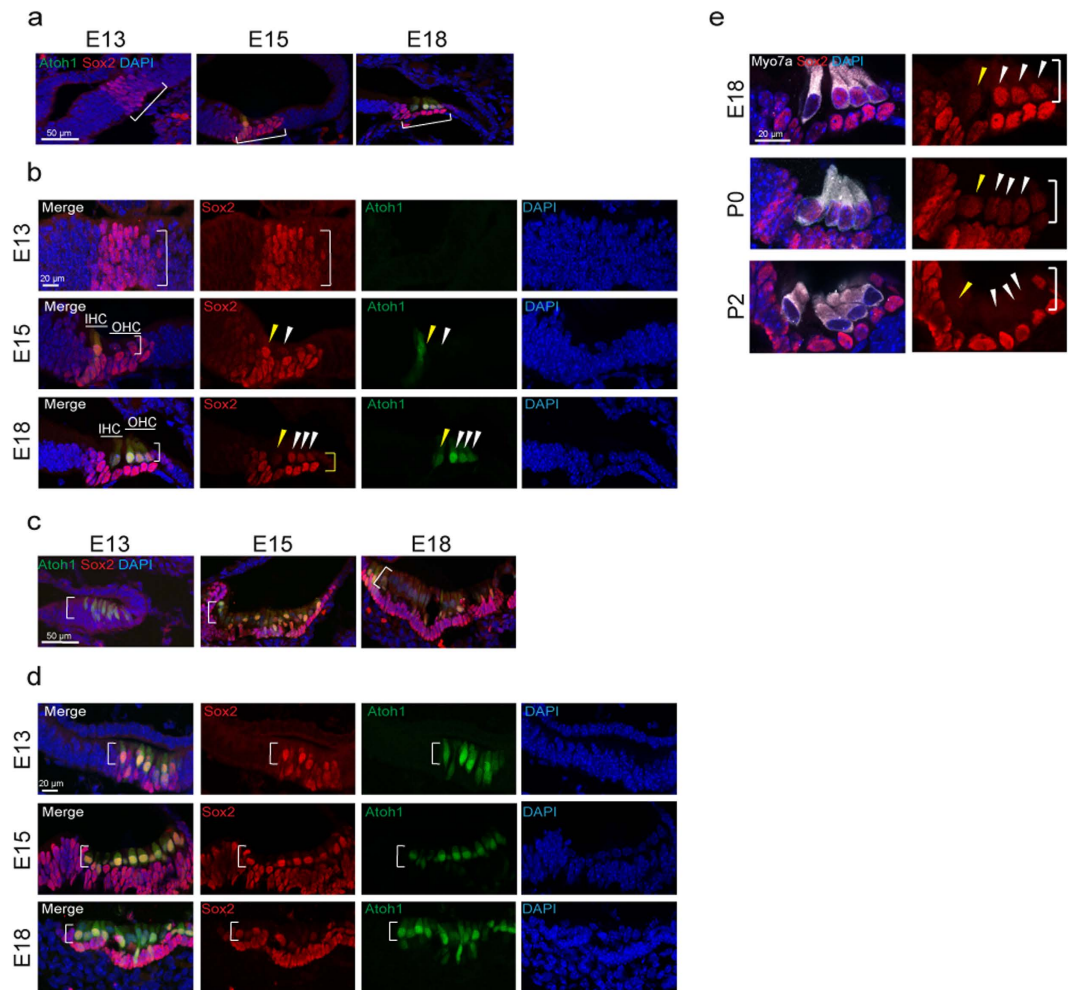 a
E13 E15 E18
Atoh1 Sox2 DAPI
50 µm
b
E13
Merge Sox2 Atoh1 DAPI
20 µm
E15
Merge Sox2 Atoh1 DAPI
IHC OHC
E18
Merge Sox2 Atoh1 DAPI
IHC OHC
c
E13 E15 E18
Atoh1 Sox2 DAPI
50 µm
d
E13
Merge Sox2 Atoh1 DAPI
20 µm
E15
Merge Sox2 Atoh1 DAPI
E18
Merge Sox2 Atoh1 DAPI
e
E18
Myo7a Sox2 DAPI
20 µm
P0
P2